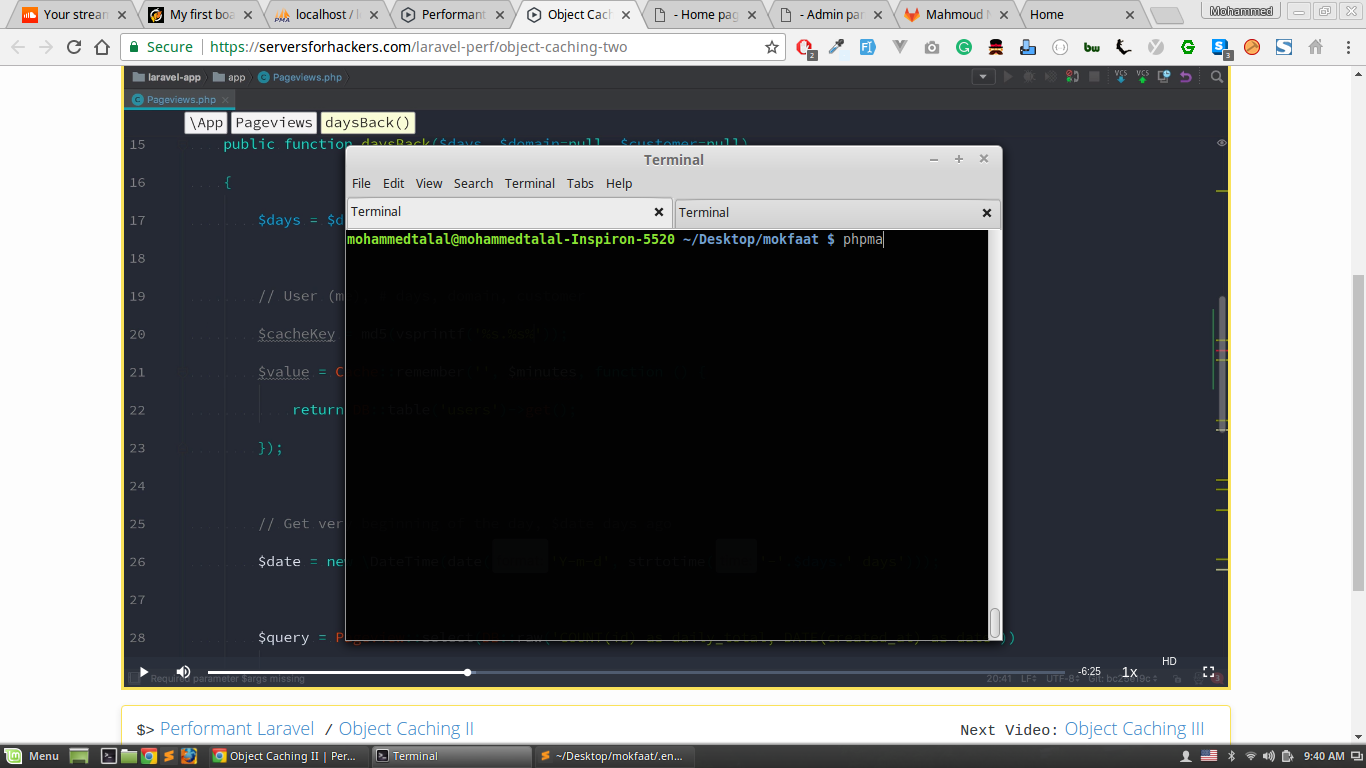 Mohammed
Your stream
My first boa
localhost / l
Performant
Object Cac
- Home pag
- Admin pan
Mahmoud M
Home
Secure https://serversforhackers.com/laravel-perf/object-caching-two
laravel-app app Pageviews.php
Pageviews.php
\App Pageviews daysBack()
15 public function daysBack($days, $domain=null, $customer=null)
16 {
17 $days = $d
18
19 // User (m
20 $cacheKey
21 $value = C $minutes
22 return
23 });
24
25 // Get ver
26 $date = ne
27
28 $query = P
Terminal
File Edit View Search Terminal Tabs Help
Terminal
Terminal
mohammedtalal@mohammedtalal-Inspiron-5520 ~/Desktop/mokfaat $ phpma
-6:25 1x HD
Required parameter $args missing 20:41 LF UTF-8
$> Performant Laravel / Object Caching II
Next Video: Object Caching III
Menu
Object Caching II | Per...
Terminal
~/Desktop/mokfaat/.en...
9:40 AM